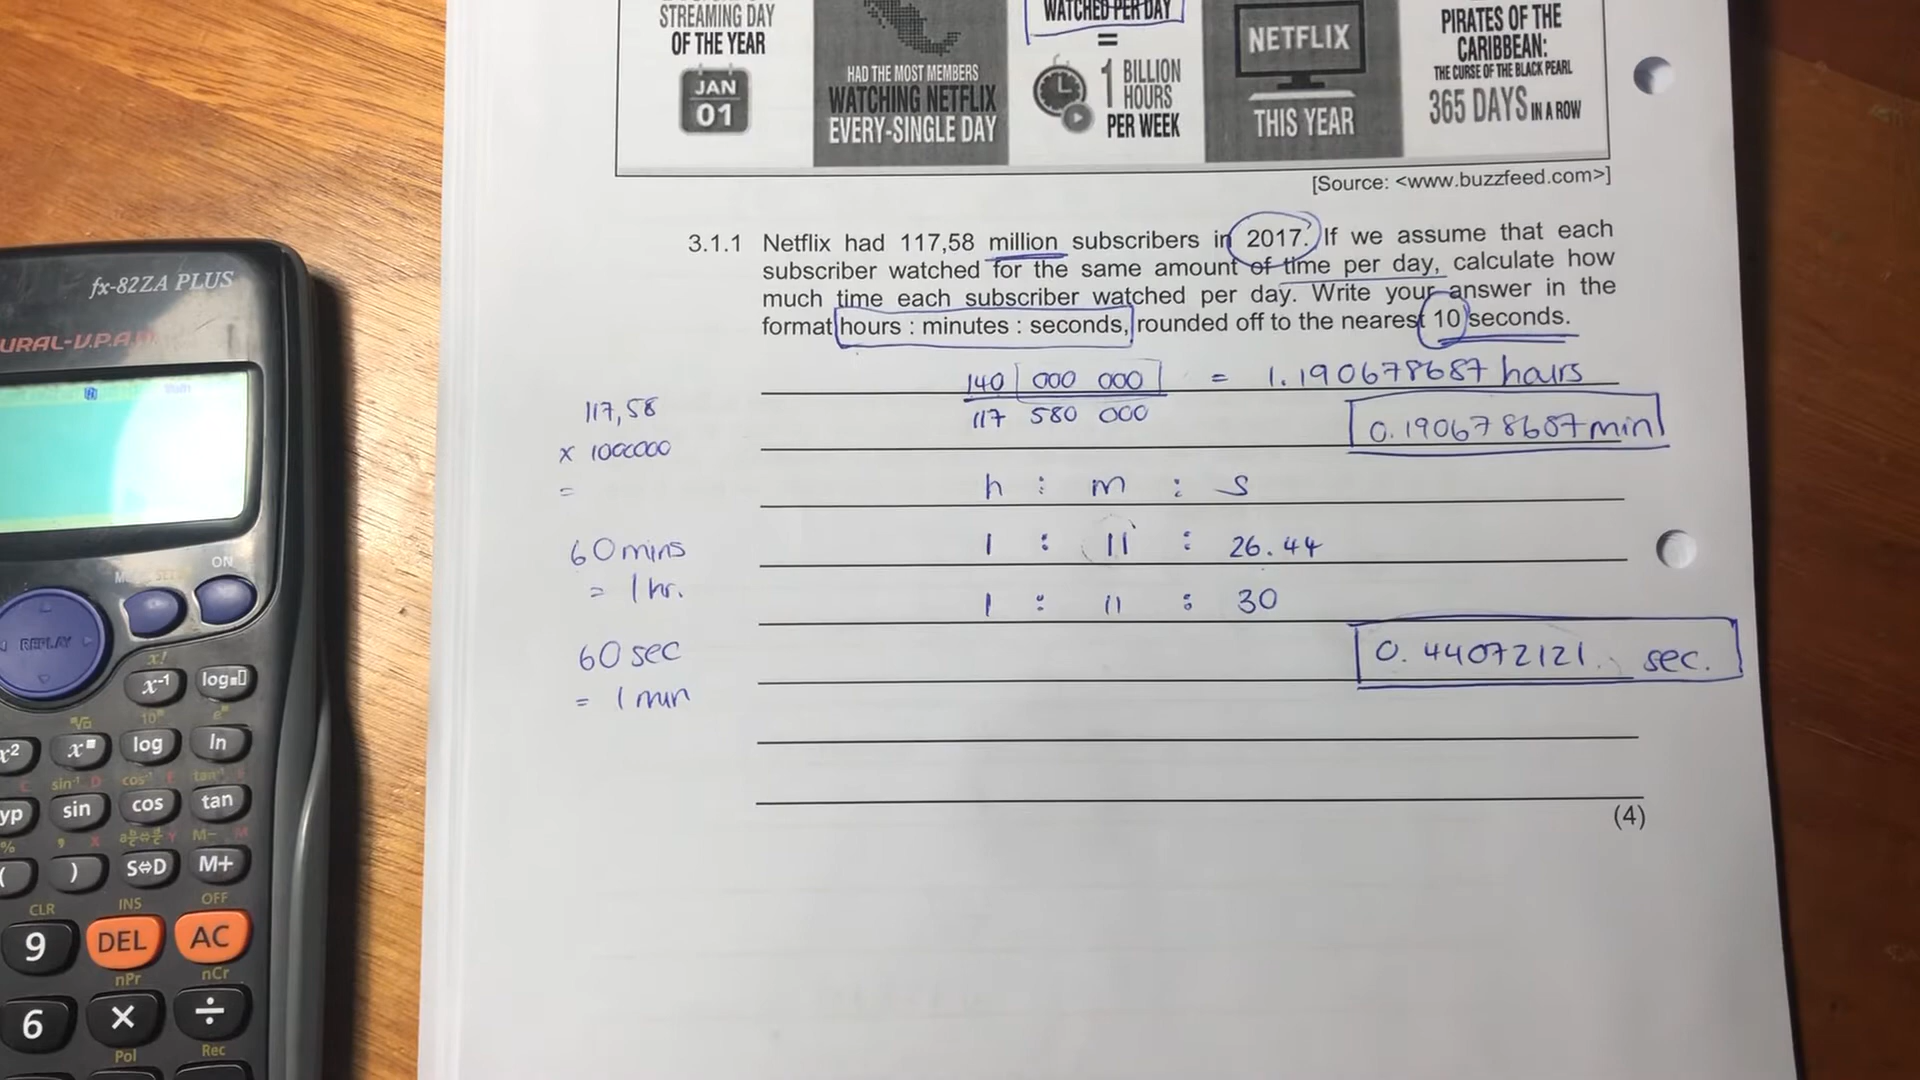 STREAMING DAY
OF THE YEAR
JAN
01
HAD THE MOST MEMBERS
WATCHING NETFLIX
EVERY-SINGLE DAY
WATCHED PER DAY
=
1 BILLION
HOURS
PER WEEK
NETFLIX
THIS YEAR
PIRATES OF THE
CARIBBEAN:
THE CURSE OF THE BLACK PEARL
365 DAYS IN A ROW
[Source: <www.buzzfeed.com>]
3.1.1 Netflix had 117,58 million subscribers in 2017. If we assume that each
subscriber watched for the same amount of time per day, calculate how
much time each subscriber watched per day. Write your answer in the
format hours : minutes : seconds, rounded off to the nearest 10 seconds.
140 000 000 = 1.190678687 hours
117 580 000
0.190678687 min
117,58
x 1000000
=
h : m : s
1 : 11 : 26.44
1 : 11 : 30
60 mins
= 1 hr.
60 sec
= 1 min
0.44072121.. sec.
(4)
fx-82ZA PLUS
ON
REPLAY
x!
x⁻¹
log
10ˣ
log
ln
sin⁻¹ D
cos⁻¹
tan⁻¹
sin
cos
tan
M-
)
S⇔D
M+
CLR
INS
OFF
9
DEL
AC
nPr
nCr
6
×
÷
Pol
Rec